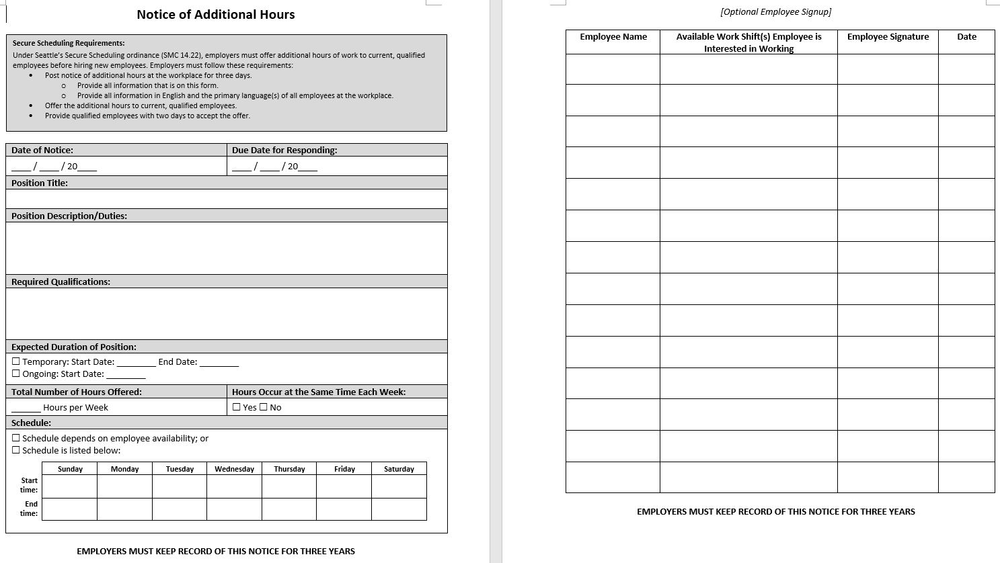 Notice of Additional Hours
Secure Scheduling Requirements:
Under Seattle's Secure Scheduling ordinance (SMC 14.22), employers must offer additional hours of work to current, qualified
employees before hiring new employees. Employers must follow these requirements:
• Post notice of additional hours at the workplace for three days.
o Provide all information that is on this form.
o Provide all information in English and the primary language(s) of all employees at the workplace.
• Offer the additional hours to current, qualified employees.
• Provide qualified employees with two days to accept the offer.
Date of Notice: Due Date for Responding:
____ / ____ / 20____ ____ / ____ / 20____
Position Title:
Position Description/Duties:
Required Qualifications:
Expected Duration of Position:
☐ Temporary: Start Date: ________ End Date: ________
☐ Ongoing: Start Date: ________
Total Number of Hours Offered: Hours Occur at the Same Time Each Week:
______ Hours per Week ☐ Yes ☐ No
Schedule:
☐ Schedule depends on employee availability; or
☐ Schedule is listed below:
Sunday Monday Tuesday Wednesday Thursday Friday Saturday
Start
time:
End
time:
EMPLOYERS MUST KEEP RECORD OF THIS NOTICE FOR THREE YEARS
[Optional Employee Signup]
Employee Name Available Work Shift(s) Employee is Employee Signature Date
Interested in Working
EMPLOYERS MUST KEEP RECORD OF THIS NOTICE FOR THREE YEARS